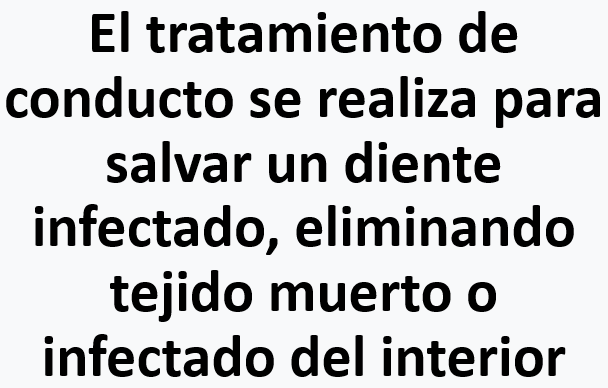 El tratamiento de
conducto se realiza para
salvar un diente
infectado, eliminando
tejido muerto o
infectado del interior